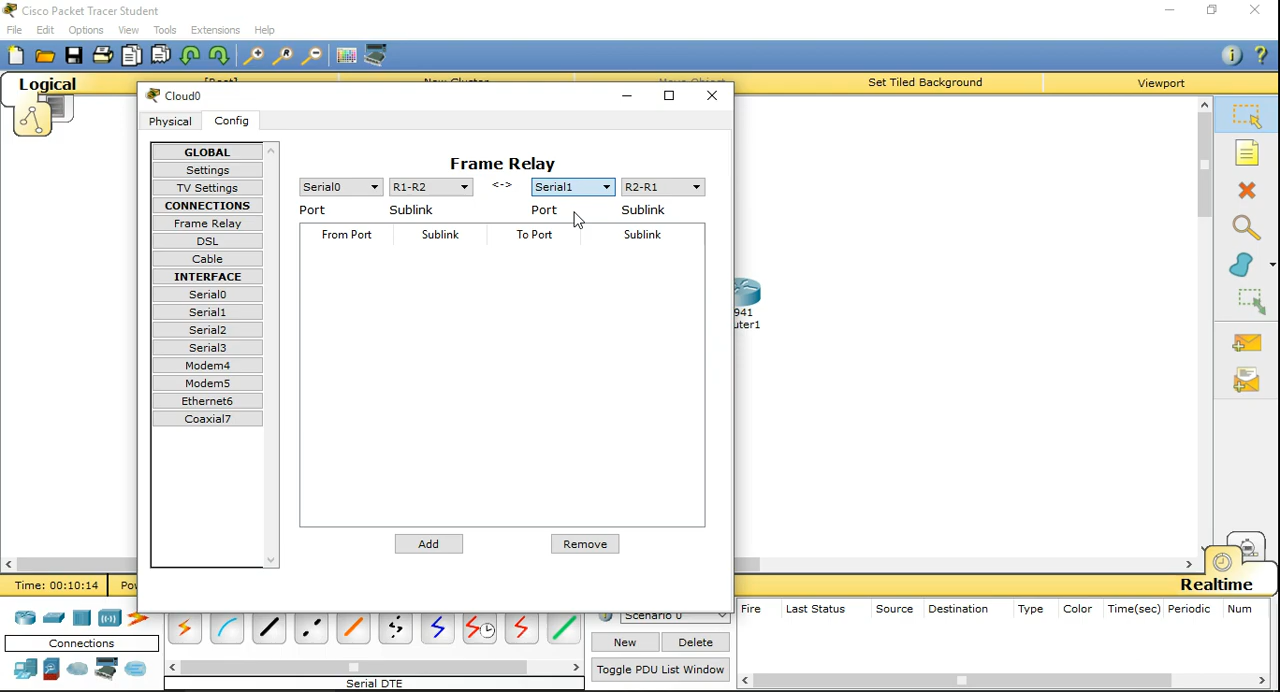 Cisco Packet Tracer Student
File Edit Options View Tools Extensions Help
Logical
Set Tiled Background
Viewport
Cloud0
Physical Config
GLOBAL
Settings
TV Settings
CONNECTIONS
Frame Relay
DSL
Cable
INTERFACE
Serial0
Serial1
Serial2
Serial3
Modem4
Modem5
Ethernet6
Coaxial7
Frame Relay
Serial0 R1-R2 <-> Serial1 R2-R1
Port Sublink Port Sublink
From Port Sublink To Port Sublink
Add Remove
941
uter1
Time: 00:10:14 Po
Realtime
Connections
Serial DTE
Scenario 0
New Delete
Toggle PDU List Window
Fire Last Status Source Destination Type Color Time(sec) Periodic Num